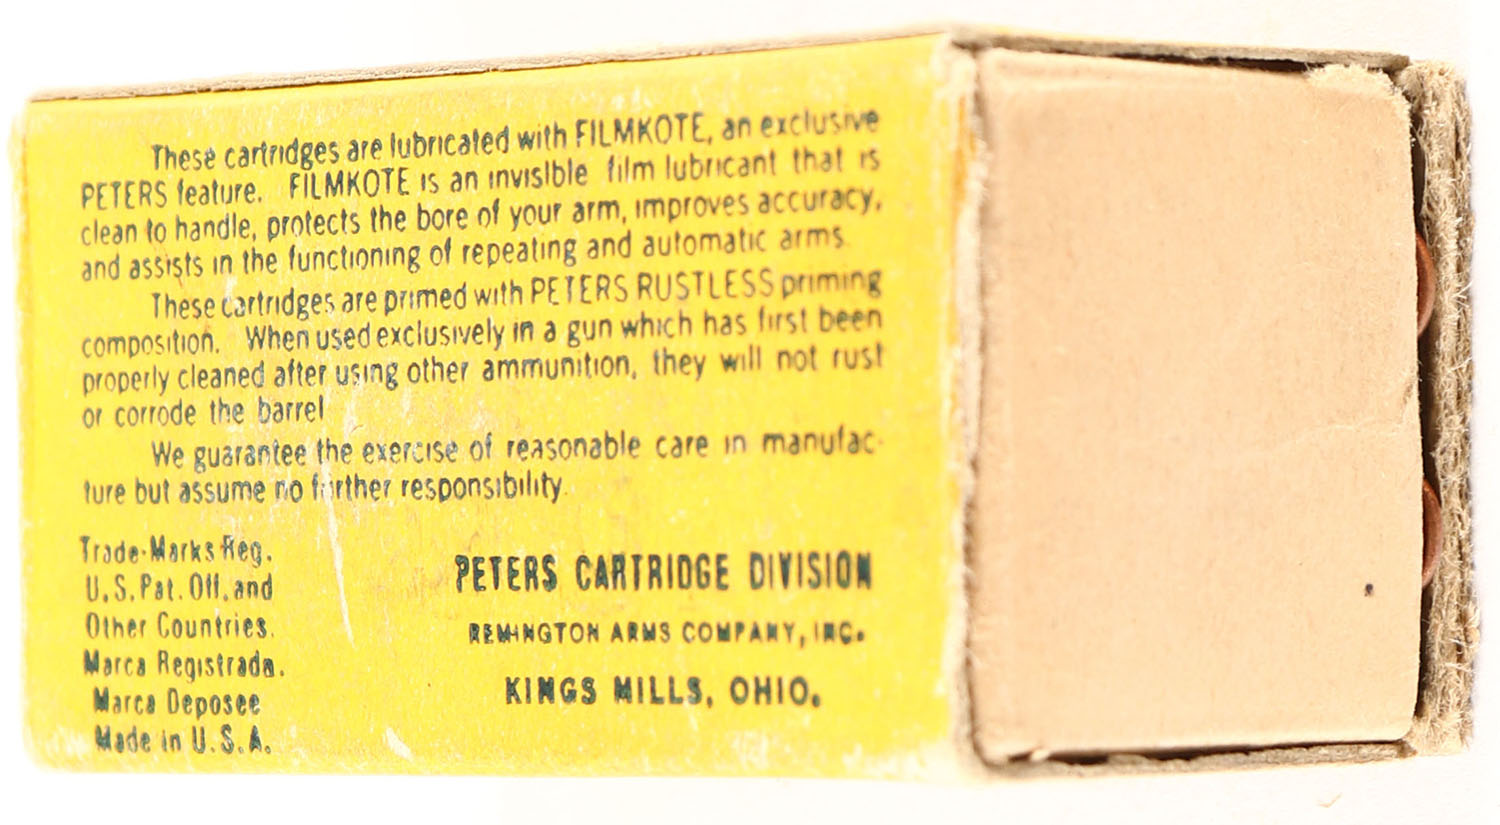 These cartridges are lubricated with FILMKOTE, an exclusive
PETERS feature. FILMKOTE is an invisible film lubricant that is
clean to handle, protects the bore of your arm, improves accuracy,
and assists in the functioning of repeating and automatic arms.
These cartridges are primed with PETERS RUSTLESS priming
composition. When used exclusively in a gun which has first been
properly cleaned after using other ammunition, they will not rust
or corrode the barrel
We guarantee the exercise of reasonable care in manufac-
ture but assume no further responsibility.
Trade-Marks Reg.
U.S. Pat. Off. and
Other Countries.
Marca Registrada.
Marca Deposee
Made in U.S.A.
PETERS CARTRIDGE DIVISION
REMINGTON ARMS COMPANY, INC.
KINGS MILLS, OHIO.